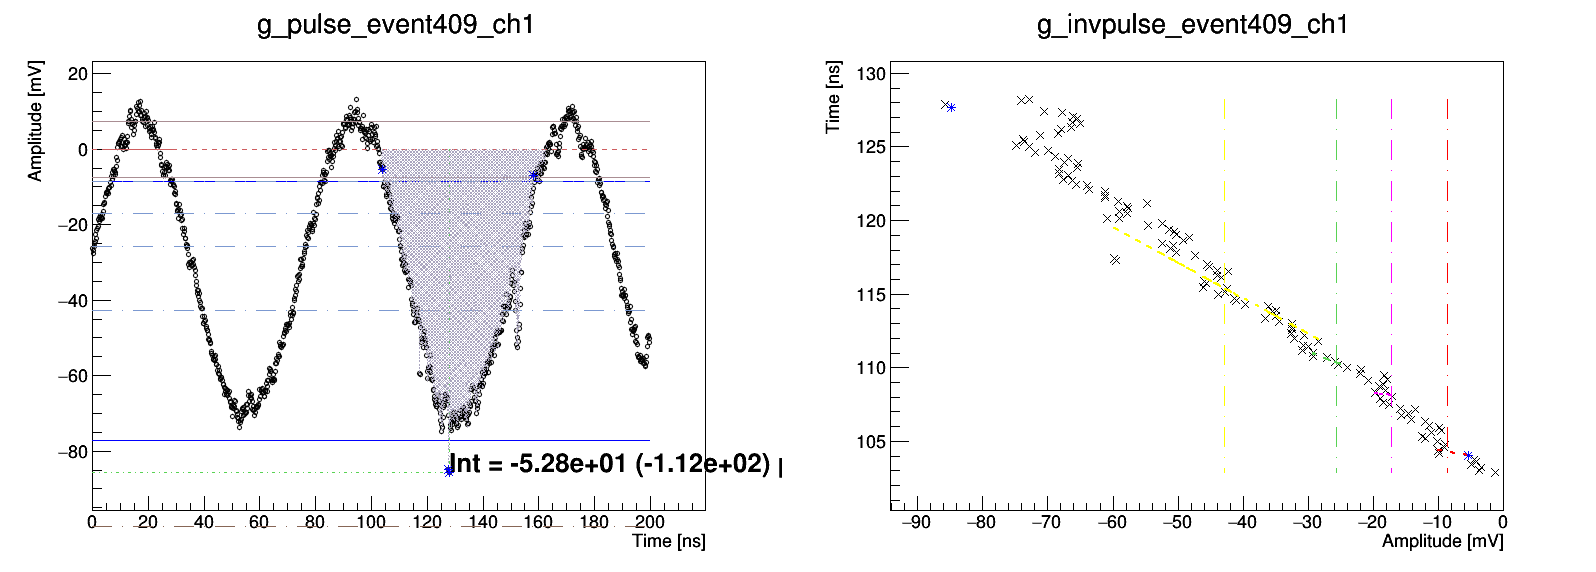 g_pulse_event409_ch1
Amplitude [mV]
20
0
−20
−40
−60
−80
Int = -5.28e+01 (-1.12e+02) |
0 20 40 60 80 100 120 140 160 180 200
Time [ns]
g_invpulse_event409_ch1
Time [ns]
130
125
120
115
110
105
−90 −80 −70 −60 −50 −40 −30 −20 −10 0
Amplitude [mV]